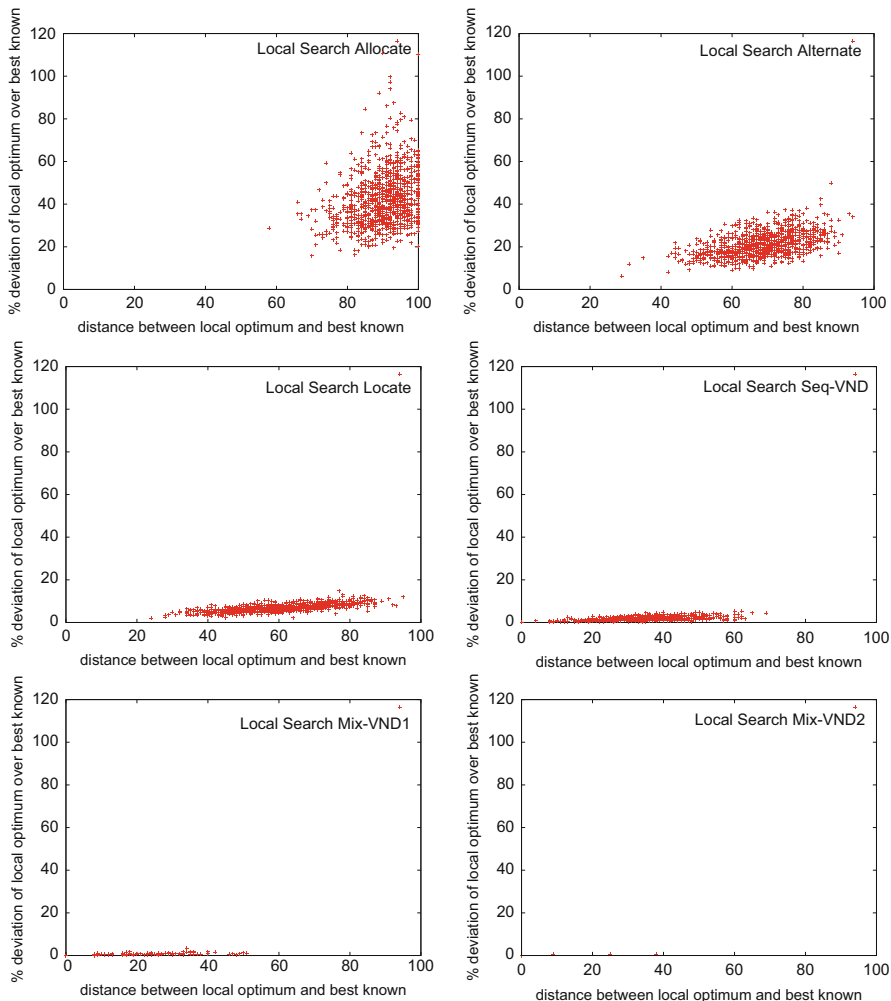 % deviation of local optimum over best known
120
100
80
60
40
20
0
Local Search Allocate
0 20 40 60 80 100
distance between local optimum and best known
% deviation of local optimum over best known
120
100
80
60
40
20
0
Local Search Alternate
0 20 40 60 80 100
distance between local optimum and best known
% deviation of local optimum over best known
120
100
80
60
40
20
0
Local Search Locate
0 20 40 60 80 100
distance between local optimum and best known
% deviation of local optimum over best known
120
100
80
60
40
20
0
Local Search Seq-VND
0 20 40 60 80 100
distance between local optimum and best known
% deviation of local optimum over best known
120
100
80
60
40
20
0
Local Search Mix-VND1
0 20 40 60 80 100
distance between local optimum and best known
% deviation of local optimum over best known
120
100
80
60
40
20
0
Local Search Mix-VND2
0 20 40 60 80 100
distance between local optimum and best known